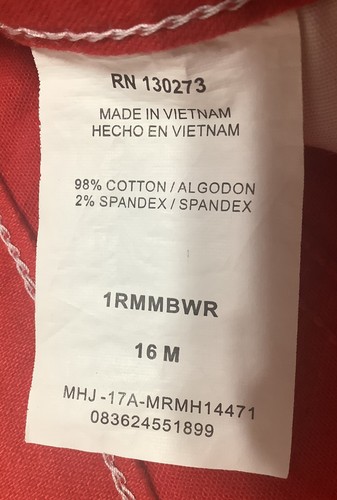 RN 130273
MADE IN VIETNAM
HECHO EN VIETNAM
98% COTTON / ALGODON
2% SPANDEX / SPANDEX
1RMMBWR
16 M
MHJ -17A-MRMH14471
083624551899